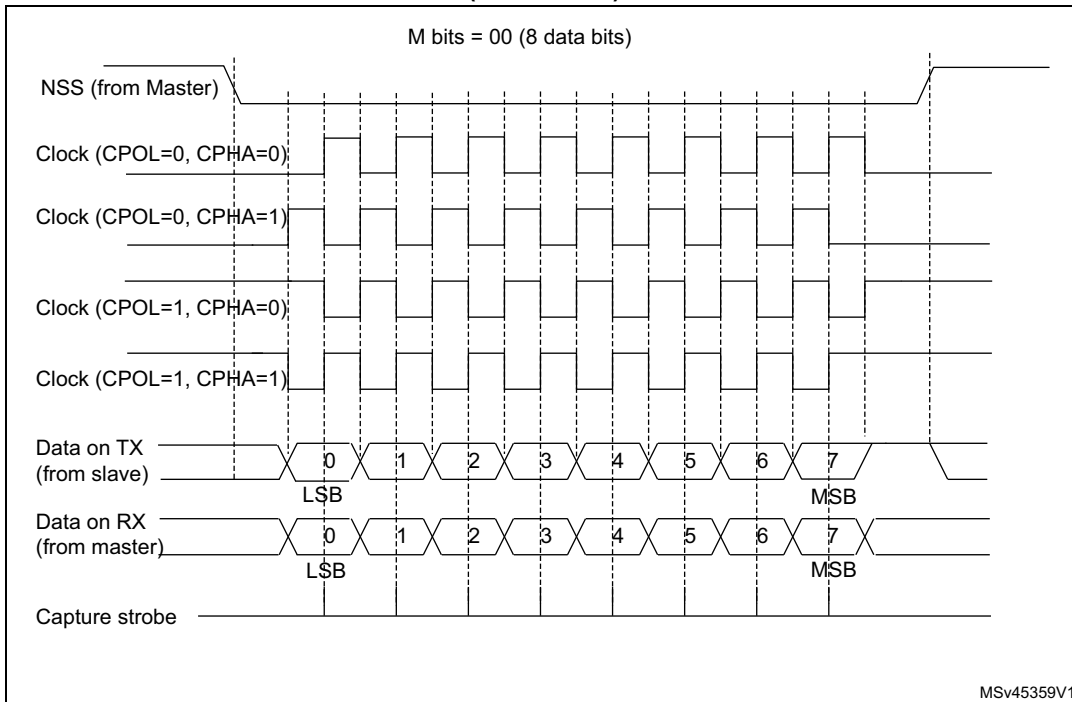 M bits = 00 (8 data bits)
NSS (from Master)
Clock (CPOL=0, CPHA=0)
Clock (CPOL=0, CPHA=1)
Clock (CPOL=1, CPHA=0)
Clock (CPOL=1, CPHA=1)
Data on TX
(from slave)
0 1 2 3 4 5 6 7
LSB MSB
Data on RX
(from master)
0 1 2 3 4 5 6 7
LSB MSB
Capture strobe
MSv45359V1